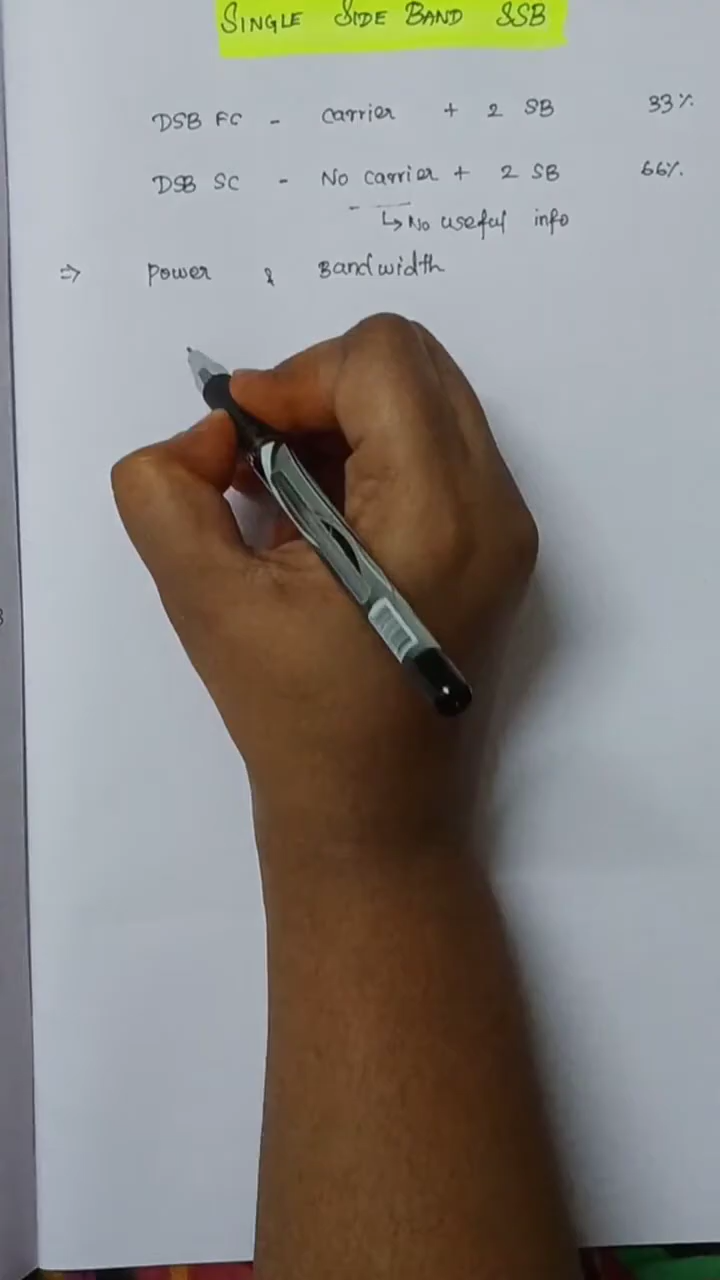 SINGLE SIDE BAND SSB
DSB FC - carrier + 2 SB 33%
DSB SC - No carrier + 2 SB 66%.
↳ No useful info
⇒ power & Bandwidth